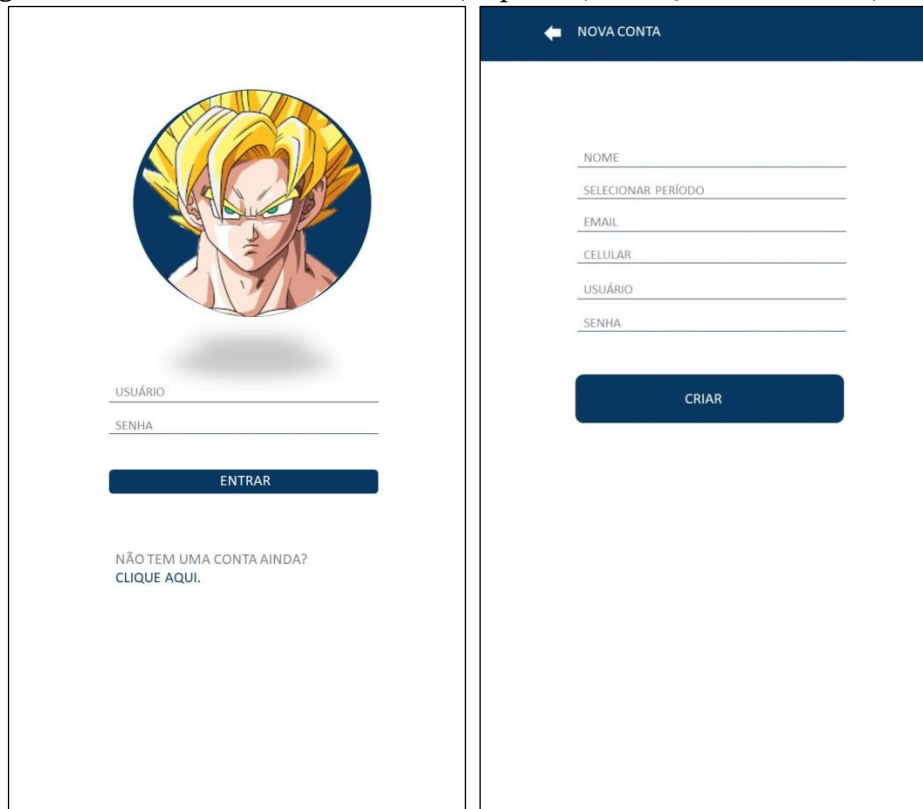 USUÁRIO
SENHA
ENTRAR
NÃO TEM UMA CONTA AINDA?
CLIQUE AQUI.
NOVA CONTA
NOME
SELECIONAR PERÍODO
EMAIL
CELULAR
USUÁRIO
SENHA
CRIAR